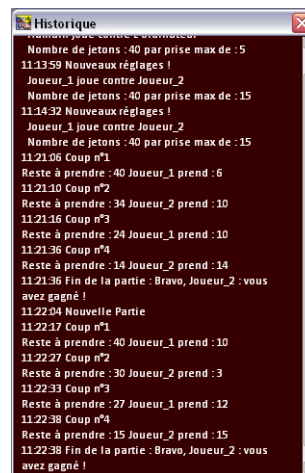 Historique
Humain joue contre L'ordinateur
Nombre de jetons : 40 par prise max de : 5
11:13:59 Nouveaux réglages !
Joueur_1 joue contre Joueur_2
Nombre de jetons : 40 par prise max de : 15
11:14:32 Nouveaux réglages !
Joueur_1 joue contre Joueur_2
Nombre de jetons : 40 par prise max de : 15
11:21:06 Coup n°1
Reste à prendre : 40 Joueur_1 prend : 6
11:21:10 Coup n°2
Reste à prendre : 34 Joueur_2 prend : 10
11:21:16 Coup n°3
Reste à prendre : 24 Joueur_1 prend : 10
11:21:36 Coup n°4
Reste à prendre : 14 Joueur_2 prend : 14
11:21:36 Fin de la partie : Bravo, Joueur_2 : vous
avez gagné !
11:22:04 Nouvelle Partie
11:22:17 Coup n°1
Reste à prendre : 40 Joueur_1 prend : 10
11:22:27 Coup n°2
Reste à prendre : 30 Joueur_2 prend : 3
11:22:33 Coup n°3
Reste à prendre : 27 Joueur_1 prend : 12
11:22:38 Coup n°4
Reste à prendre : 15 Joueur_2 prend : 15
11:22:38 Fin de la partie : Bravo, Joueur_2 : vous
avez gagné !